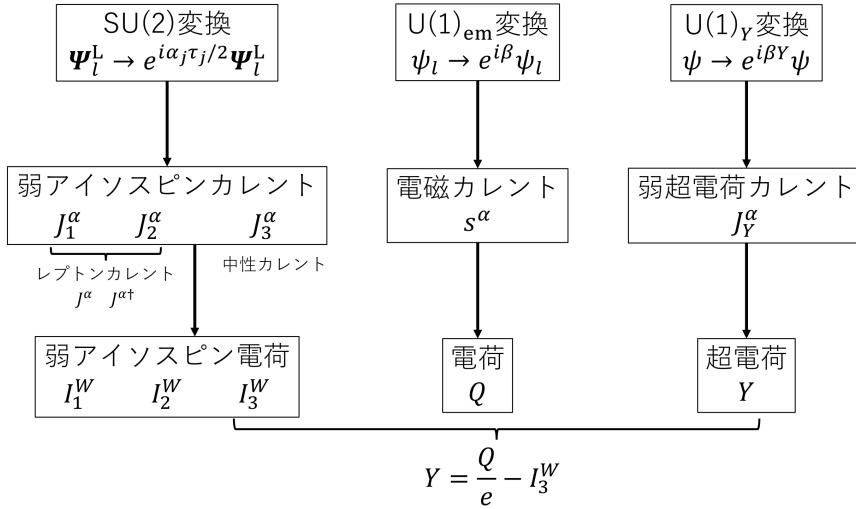 SU(2)変換
𝜳ₗᴸ → e^{iα_jτ_j/2}𝜳ₗᴸ
U(1)_em変換
ψ_l → e^{iβ}ψ_l
U(1)_Y変換
ψ → e^{iβY}ψ
弱アイソスピンカレント
J_1^α J_2^α J_3^α
レプトンカレント
J^α J^{α†}
中性カレント
電磁カレント
s^α
弱超電荷カレント
J_Y^α
弱アイソスピン電荷
I_1^W I_2^W I_3^W
電荷
Q
超電荷
Y
Y = Q/e − I_3^W